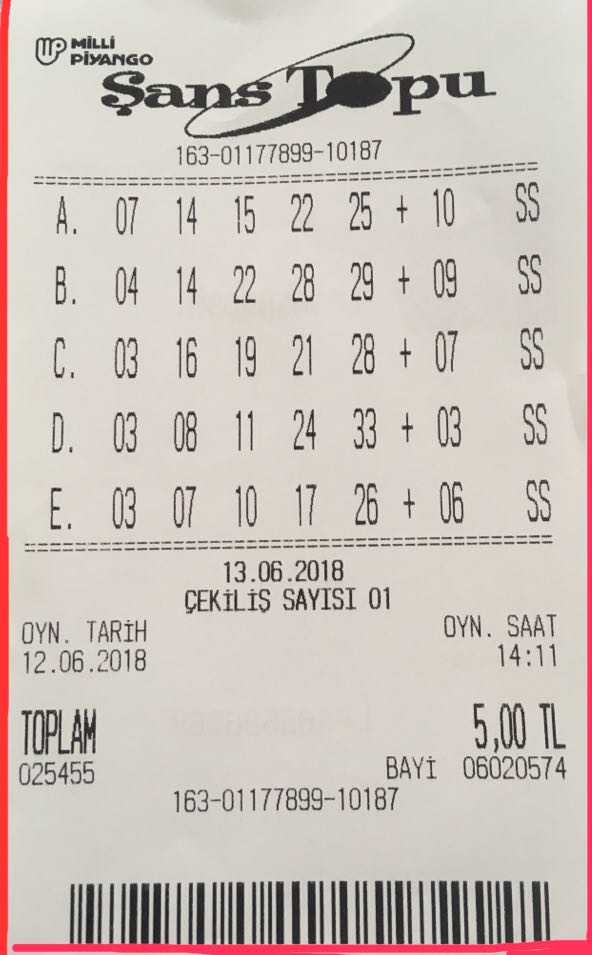 MİLLİ
PİYANGO
Şans Topu
163-01177899-10187
A. 07 14 15 22 25 + 10 SS
B. 04 14 22 28 29 + 09 SS
C. 03 16 19 21 28 + 07 SS
D. 03 08 11 24 33 + 03 SS
E. 03 07 10 17 26 + 06 SS
13.06.2018
ÇEKİLİŞ SAYISI 01
OYN. TARİH OYN. SAAT
12.06.2018 14:11
TOPLAM 5,00 TL
025455 BAYİ 06020574
163-01177899-10187